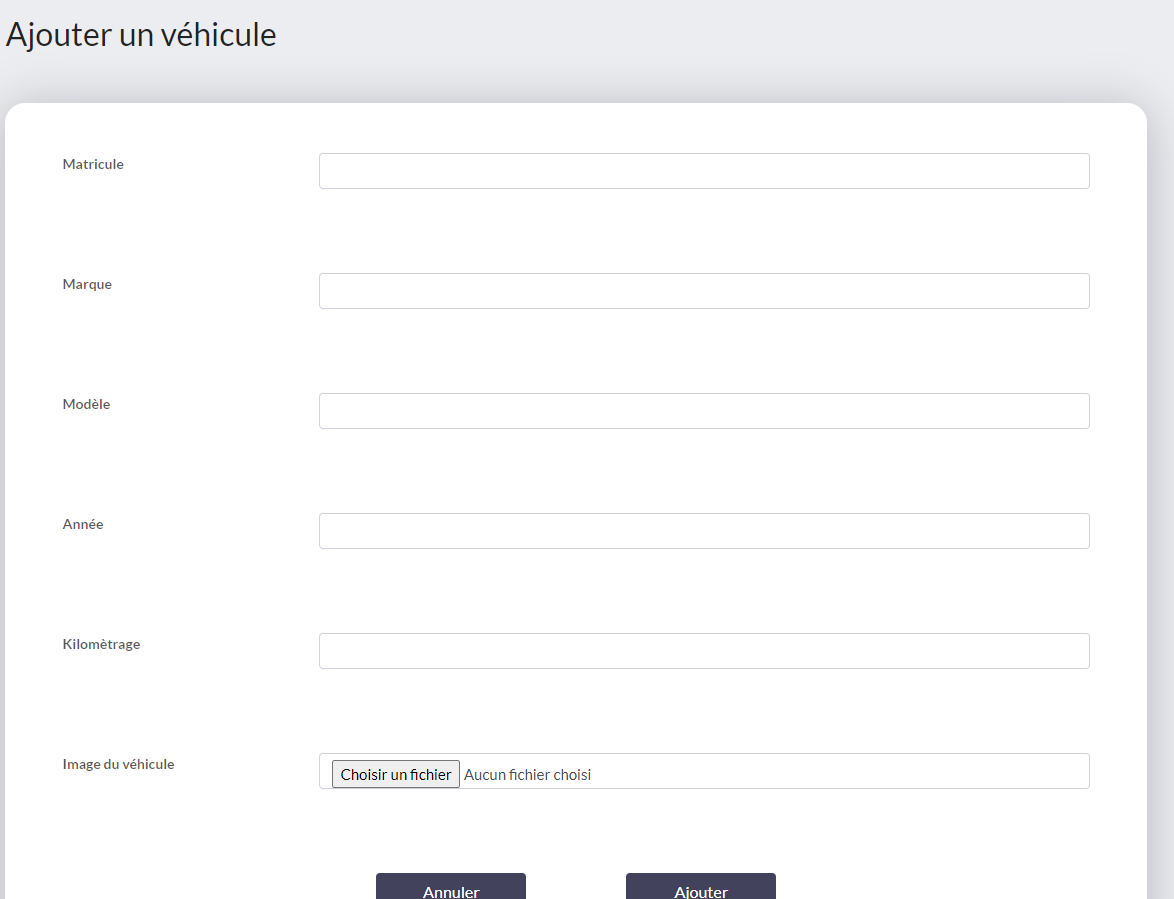 Ajouter un véhicule
Matricule
Marque
Modèle
Année
Kilomètrage
Image du véhicule
Choisir un fichier Aucun fichier choisi
Annuler Ajouter